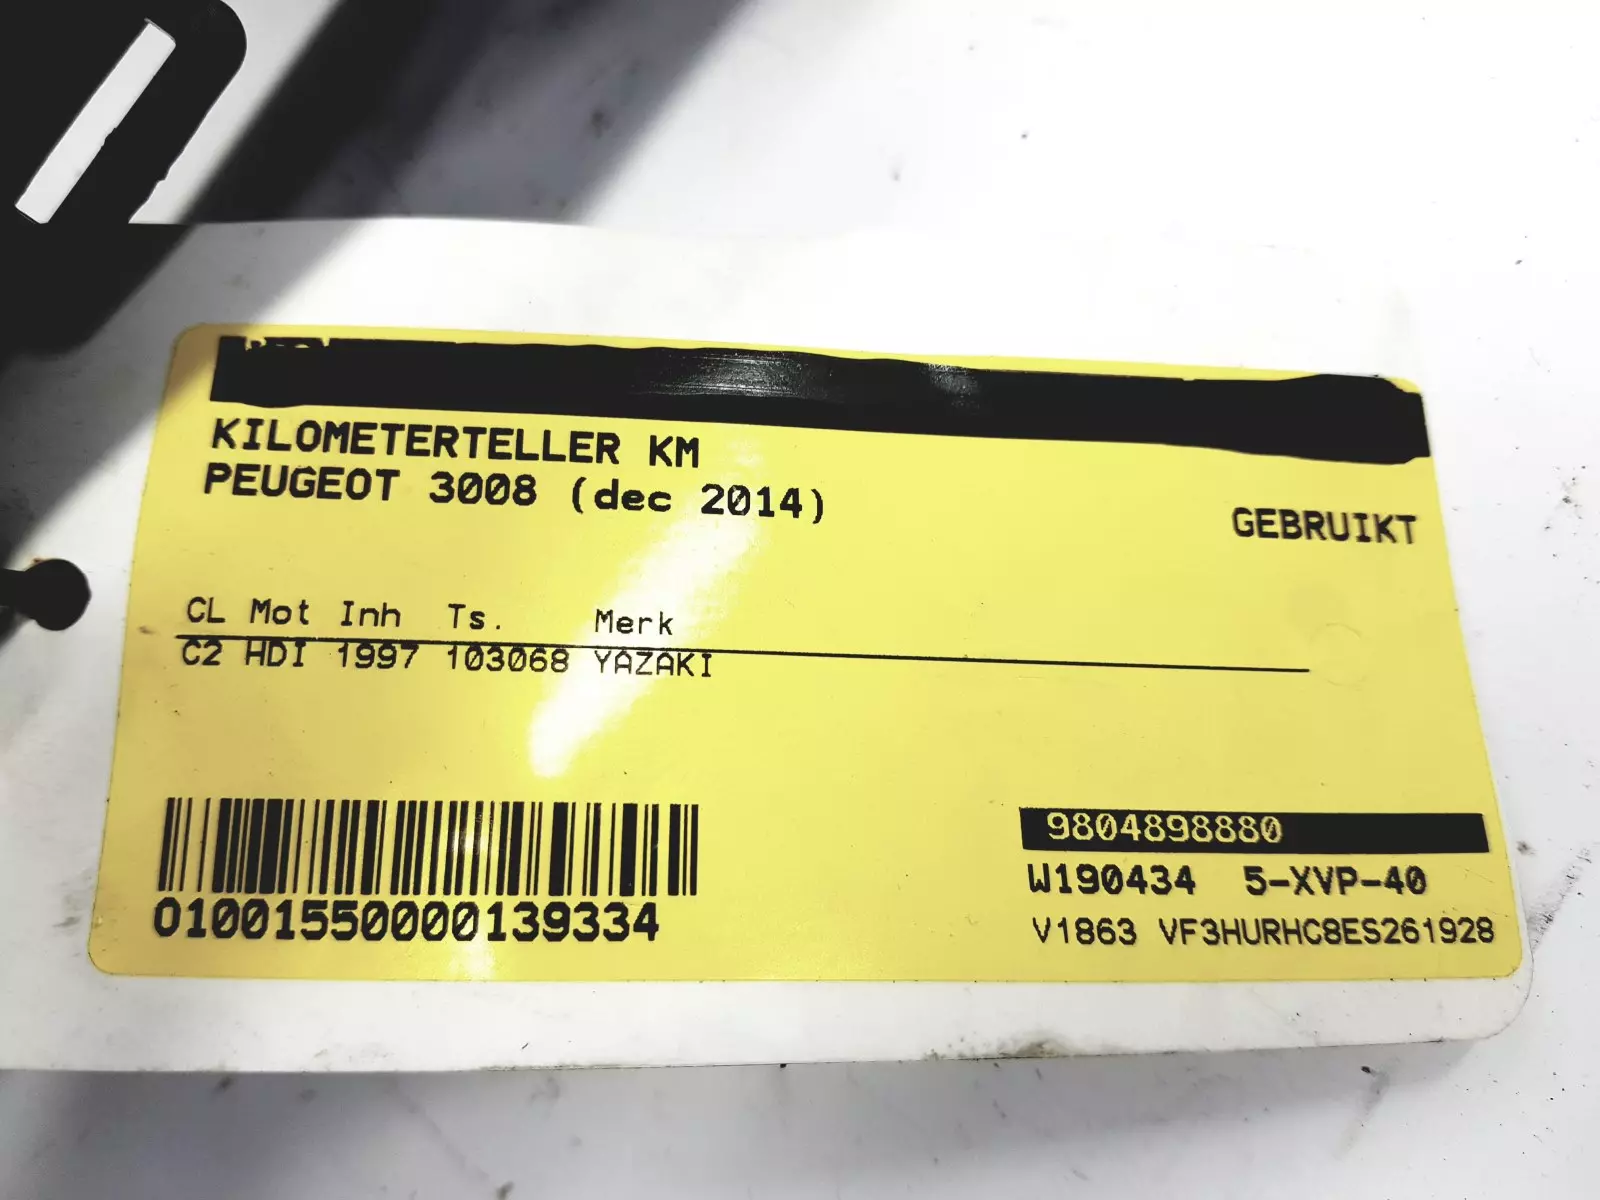 KILOMETERTELLER KM
PEUGEOT 3008 (dec 2014)
GEBRUIKT
CL Mot Inh Ts. Merk
C2 HDI 1997 103068 YAZAKI
01001550000139334
9804898880
W190434 5-XVP-40
V1863 VF3HURHC8ES261928